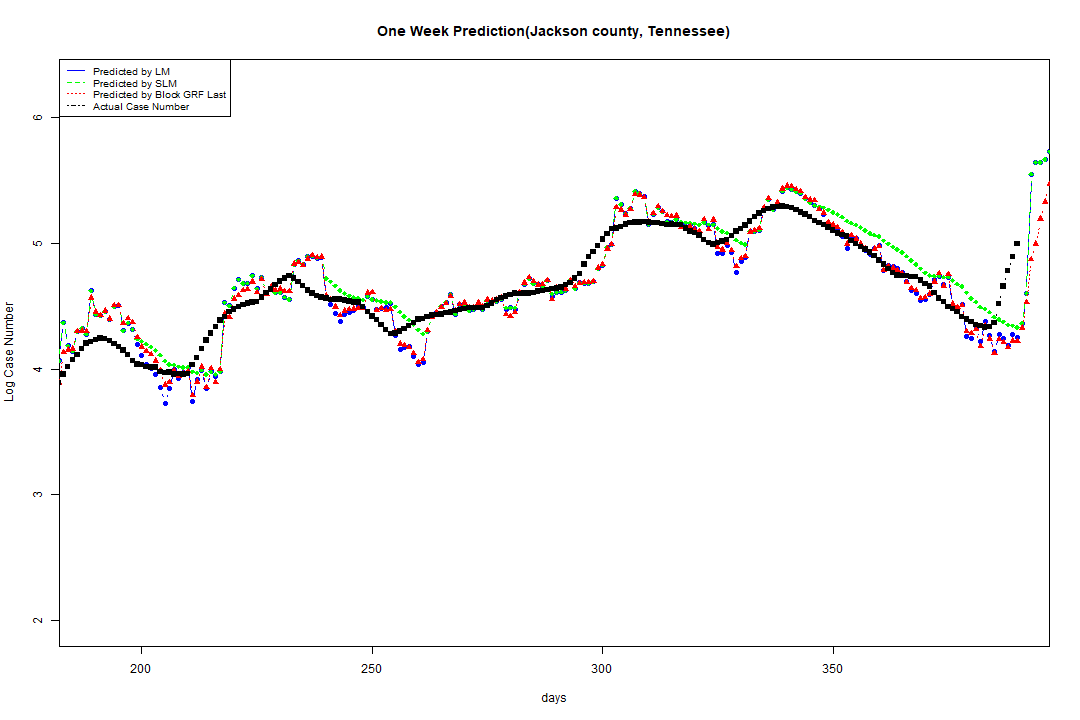 One Week Prediction(Jackson county, Tennessee)
Predicted by LM
Predicted by SLM
Predicted by Block GRF Last
Actual Case Number
6
5
4
3
2
Log Case Number
200
250
300
350
days